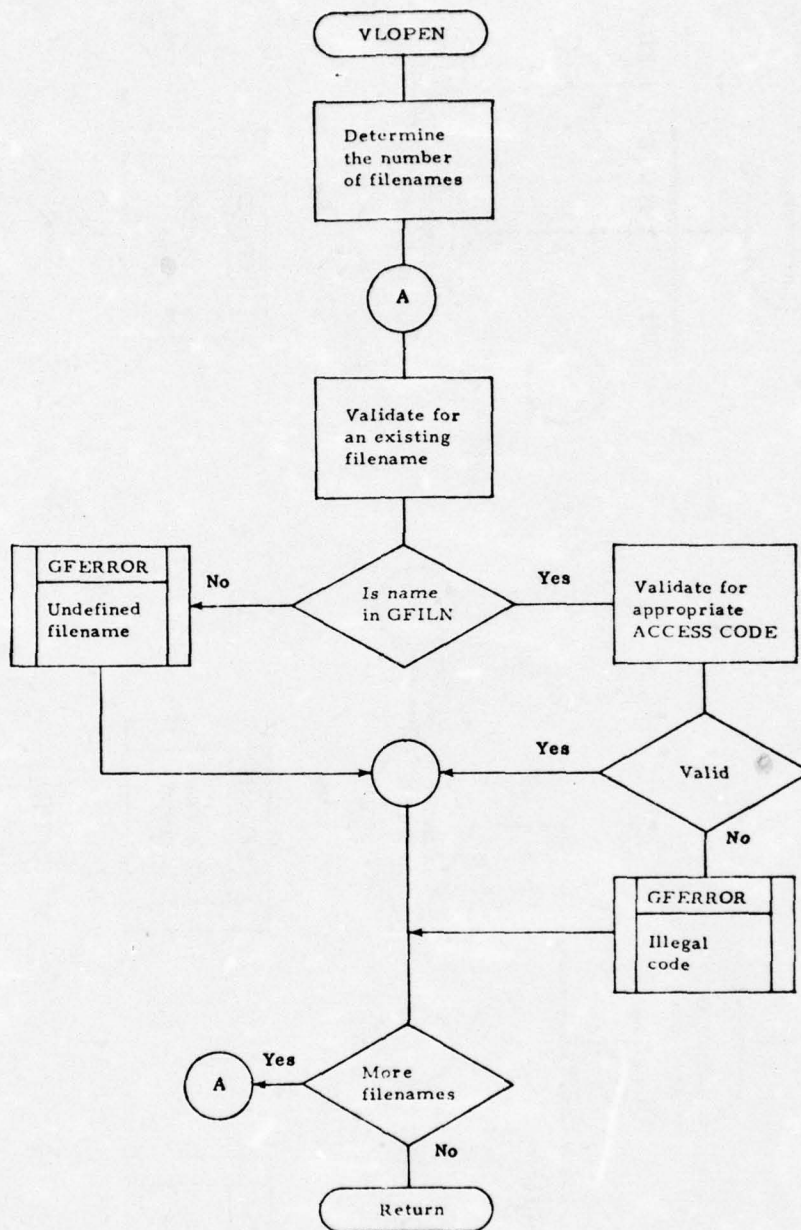 VLOPEN
Determine
the number
of filenames
A
Validate for
an existing
filename
GFERROR
Undefined
filename
No
Is name
in GFILN
Yes
Validate for
appropriate
ACCESS CODE
Yes
Valid
No
GFERROR
Illegal
code
A
Yes
More
filenames
No
Return